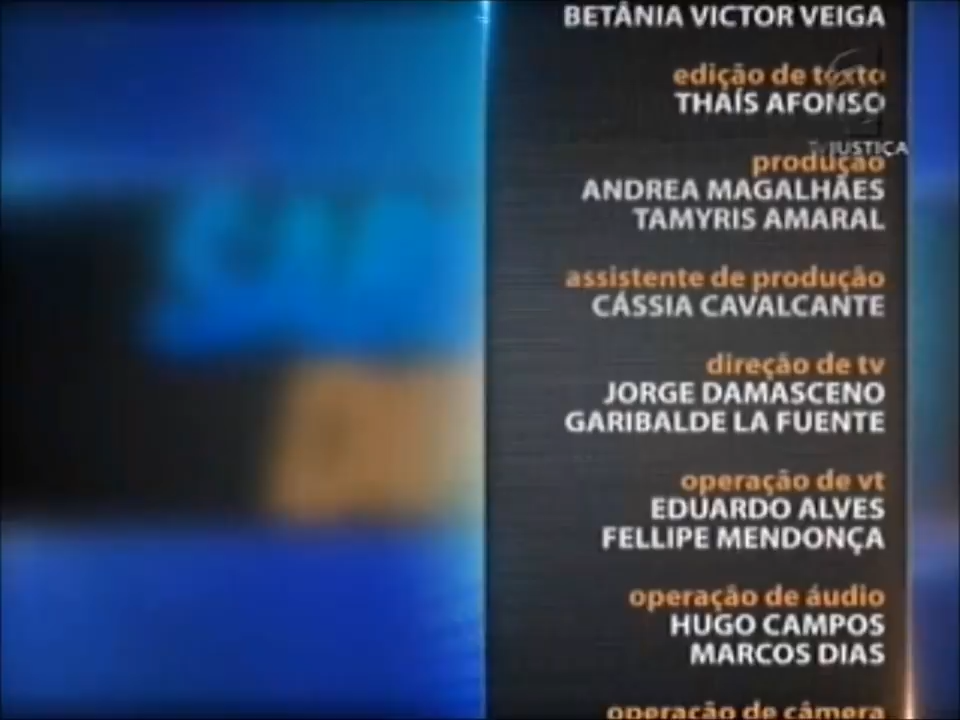 BETÂNIA VICTOR VEIGA
edição de texto
THAÍS AFONSO
TV JUSTIÇA
produção
ANDREA MAGALHÃES
TAMYRIS AMARAL
assistente de produção
CÁSSIA CAVALCANTE
direção de tv
JORGE DAMASCENO
GARIBALDE LA FUENTE
operação de vt
EDUARDO ALVES
FELLIPE MENDONÇA
operação de áudio
HUGO CAMPOS
MARCOS DIAS
operação de câmera